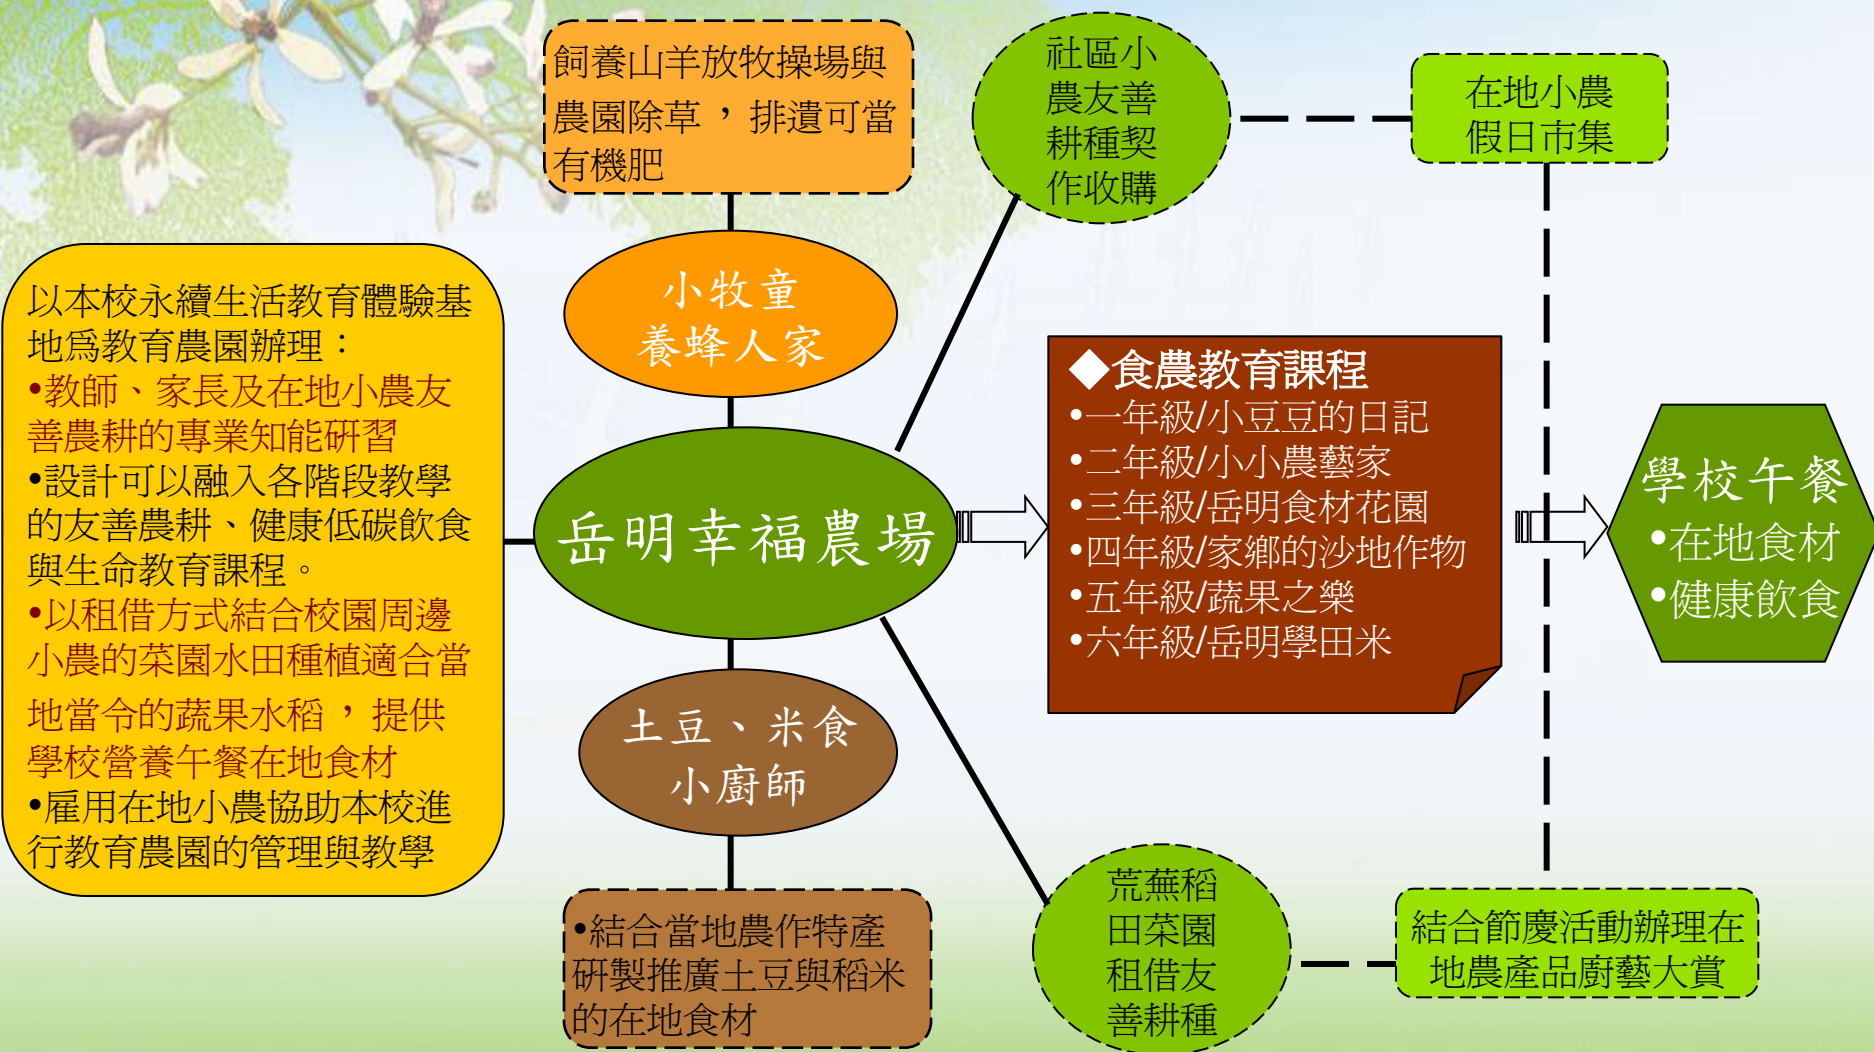 飼養山羊放牧操場與
農園除草，排遺可當
有機肥
社區小
農友善
耕種契
作收購
在地小農
假日市集
小牧童
養蜂人家
以本校永續生活教育體驗基
地為教育農園辦理：
•教師、家長及在地小農友
善農耕的專業知能研習
•設計可以融入各階段教學
的友善農耕、健康低碳飲食
與生命教育課程。
•以租借方式結合校園周邊
小農的菜園水田種植適合當
地當令的蔬果水稻，提供
學校營養午餐在地食材
•雇用在地小農協助本校進
行教育農園的管理與教學
岳明幸福農場
◆食農教育課程
•一年級/小豆豆的日記
•二年級/小小農藝家
•三年級/岳明食材花園
•四年級/家鄉的沙地作物
•五年級/蔬果之樂
•六年級/岳明學田米
學校午餐
•在地食材
•健康飲食
土豆、米食
小廚師
•結合當地農作特產
研製推廣土豆與稻米
的在地食材
荒蕪稻
田菜園
租借友
善耕種
結合節慶活動辦理在
地農產品廚藝大賞